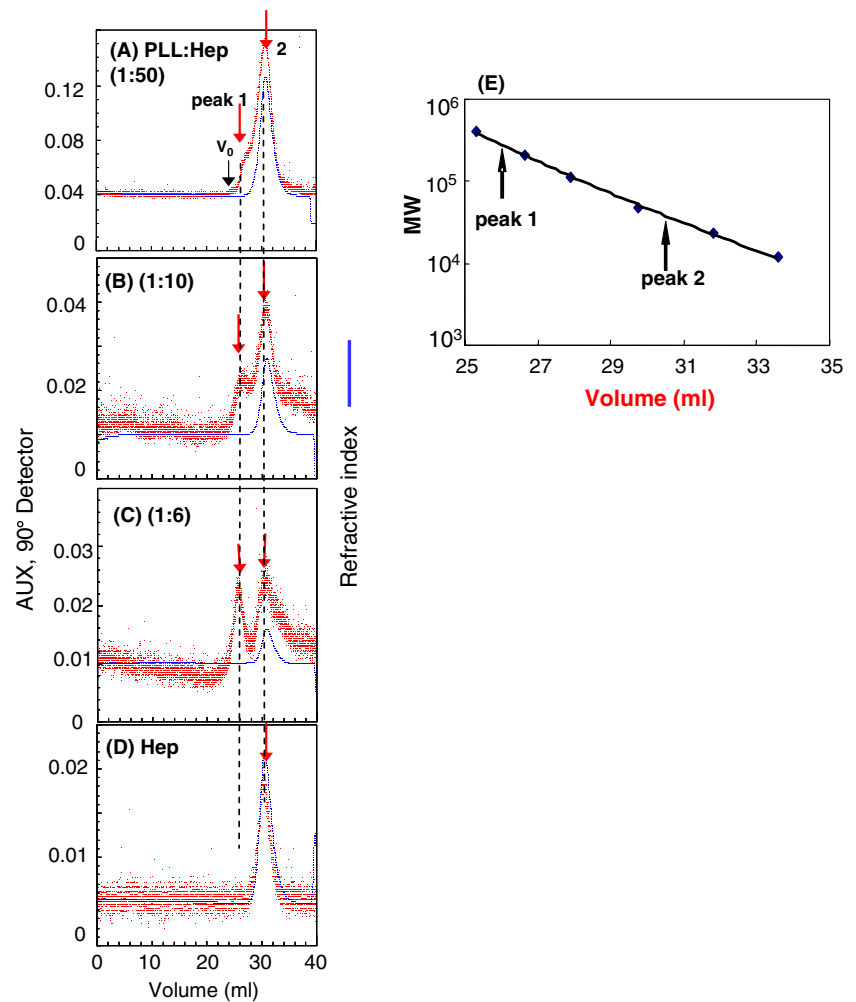 (A) PLL:Hep
(1:50)
2
peak 1
V0
0.12
0.08
0.04
0
(B) (1:10)
0.04
0.02
0
(C) (1:6)
0.03
0.02
0.01
0
(D) Hep
0.02
0.01
0
0 10 20 30 40
Volume (ml)
AUX, 90° Detector
Refractive index
(E)
10^6
10^5
10^4
10^3
MW
peak 1
peak 2
25 27 29 31 33 35
Volume (ml)